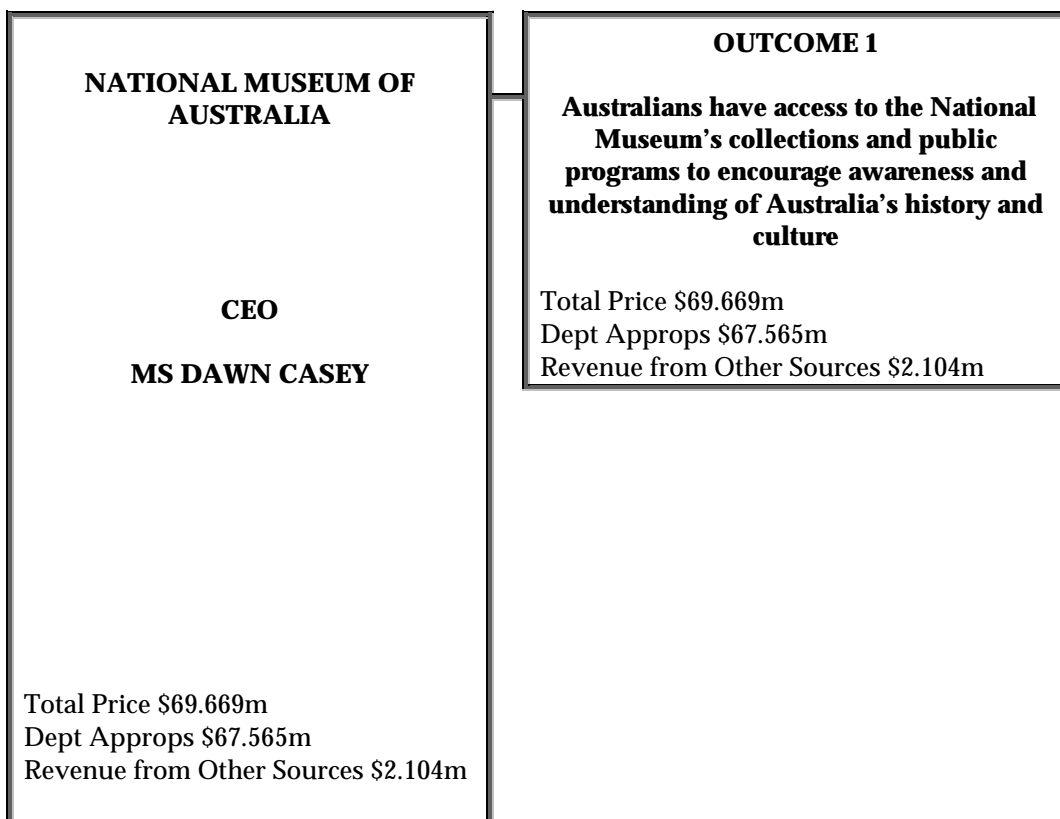 NATIONAL MUSEUM OF
AUSTRALIA
CEO
MS DAWN CASEY
Total Price $69.669m
Dept Approps $67.565m
Revenue from Other Sources $2.104m
OUTCOME 1
Australians have access to the National
Museum’s collections and public
programs to encourage awareness and
understanding of Australia’s history and
culture
Total Price $69.669m
Dept Approps $67.565m
Revenue from Other Sources $2.104m